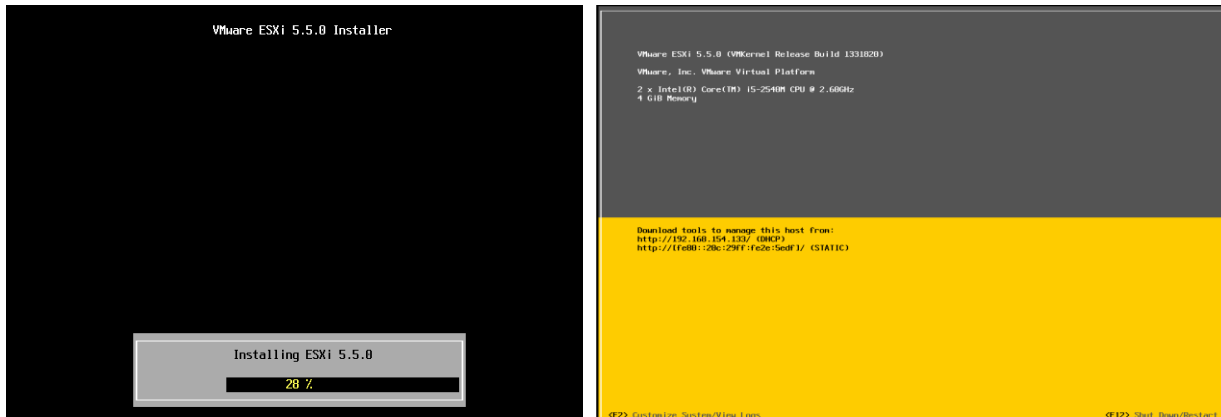 VMware ESXi 5.5.0 Installer
Installing ESXi 5.5.0
28 %
VMware ESXi 5.5.0 (VMKernel Release Build 1331820)
VMware, Inc. VMware Virtual Platform
2 x Intel(R) Core(TM) i5-2540M CPU @ 2.60GHz
4 GiB Memory
Download tools to manage this host from:
http://192.168.154.133/ (DHCP)
http://[fe80::20c:29ff:fe2e:5edf]/ (STATIC)
<F2> Customize System/View Logs
<F12> Shut Down/Restart